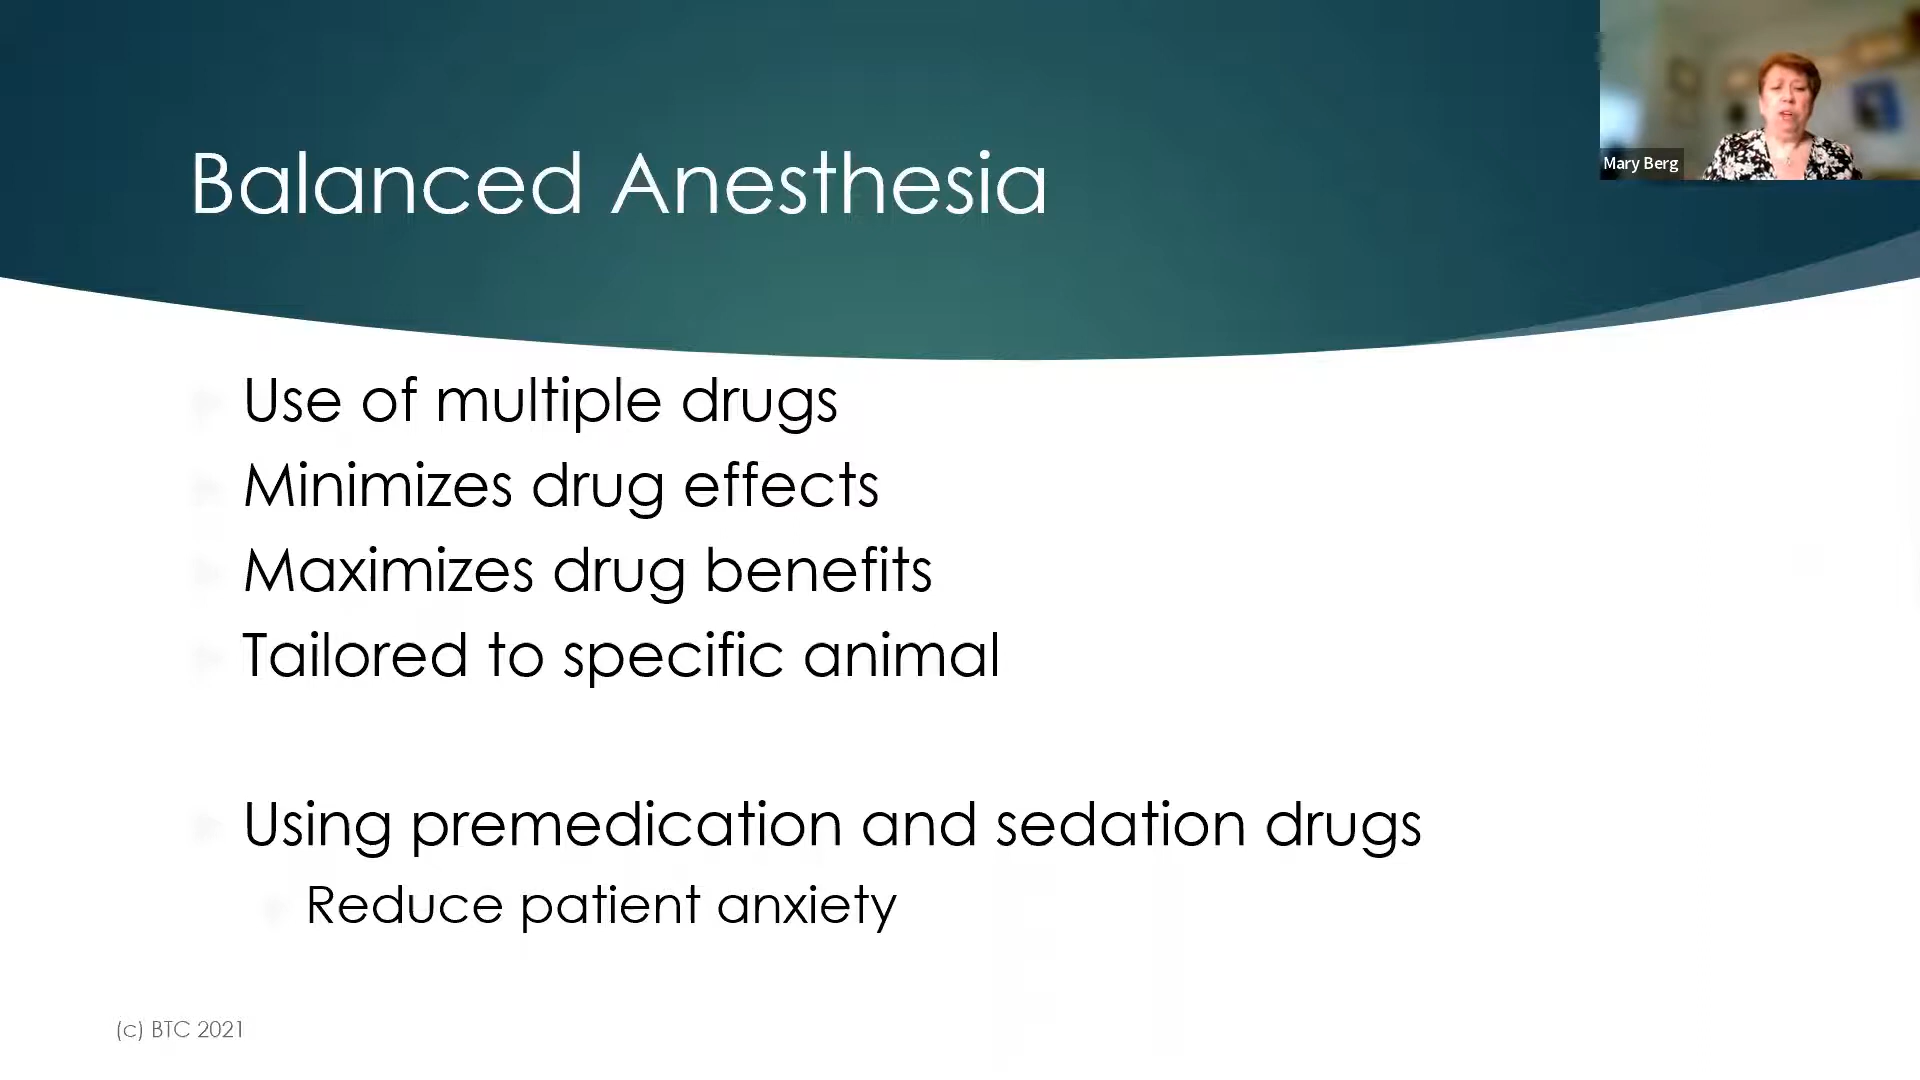 Balanced Anesthesia
Mary Berg
Use of multiple drugs
Minimizes drug effects
Maximizes drug benefits
Tailored to specific animal
Using premedication and sedation drugs
Reduce patient anxiety
(c) BTC 2021